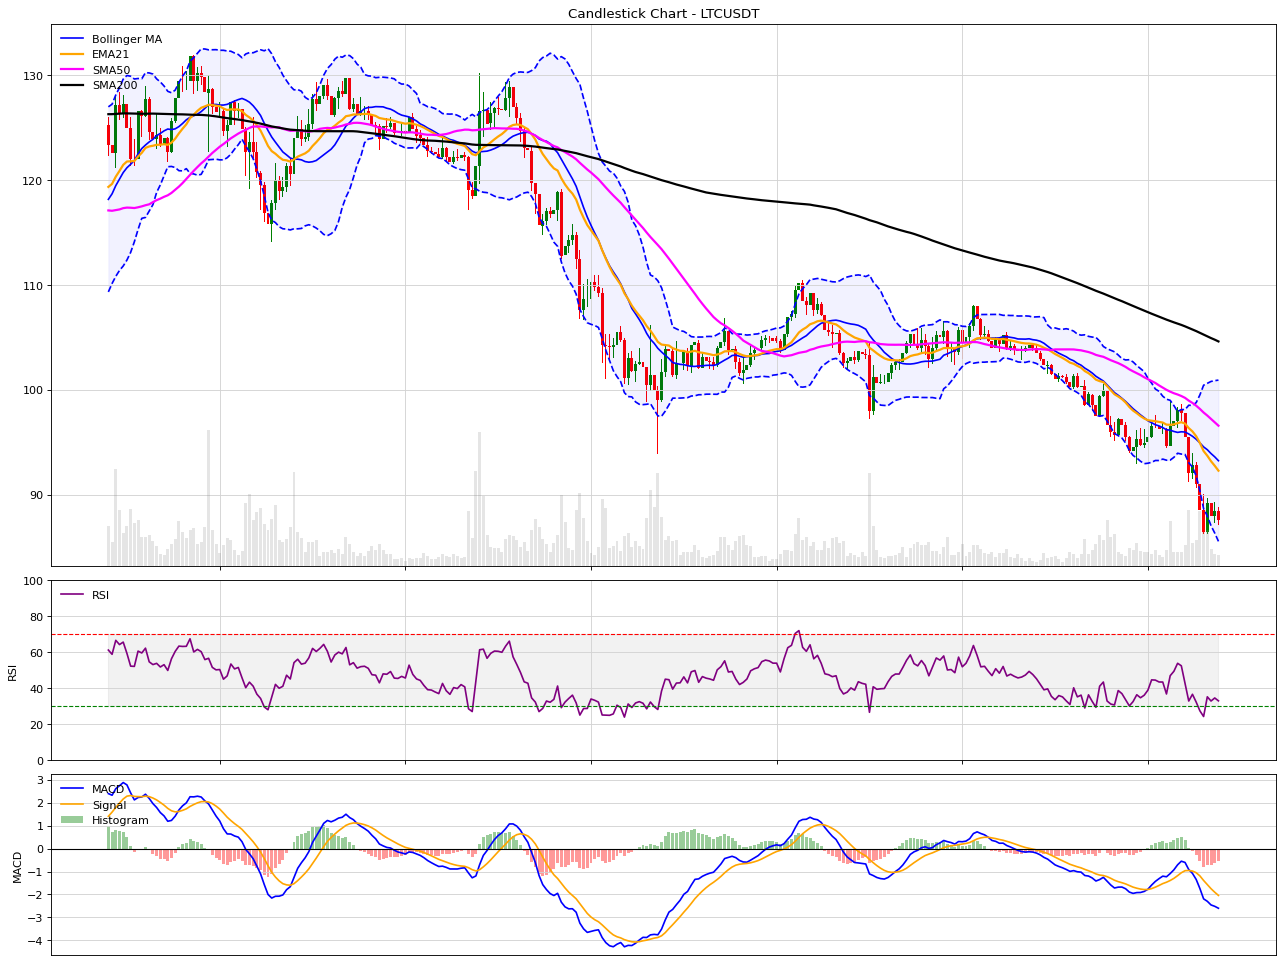 Candlestick Chart - LTCUSDT
Bollinger MA
EMA21
SMA50
SMA200
130
120
110
100
90
RSI
100
80
60
40
20
0
RSI
MACD
Signal
Histogram
3
2
1
0
−1
−2
−3
−4
MACD